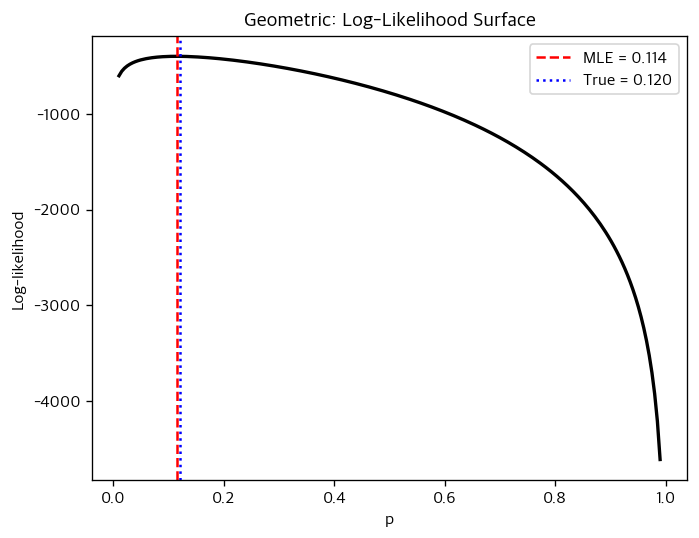 Geometric: Log-Likelihood Surface
MLE = 0.114
True = 0.120
Log-likelihood
-1000
-2000
-3000
-4000
0.0
0.2
0.4
0.6
0.8
1.0
p